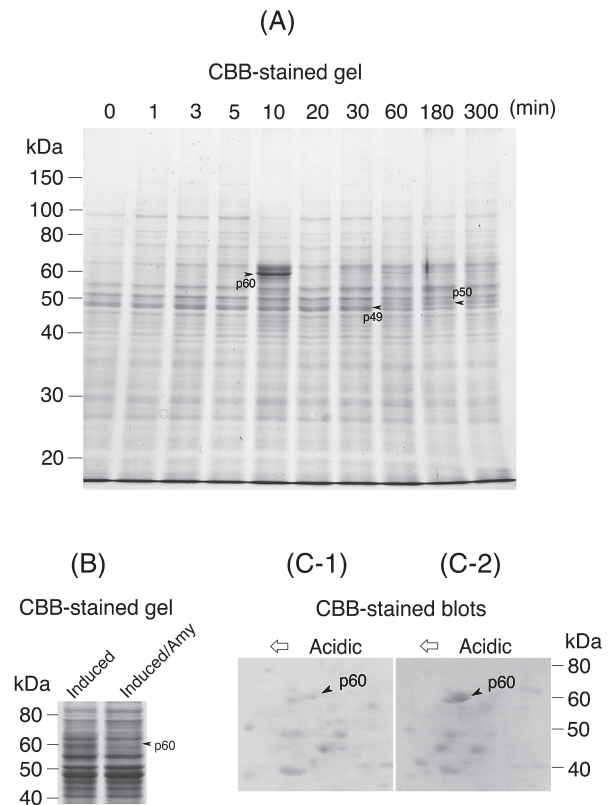 (A)
CBB-stained gel
0 1 3 5 10 20 30 60 180 300 (min)
kDa
150
100
80
60
p60
50
p50
p49
40
30
20
(B)
CBB-stained gel
Induced
Induced/Amy
kDa
80
60
p60
50
40
(C-1) (C-2)
CBB-stained blots
Acidic Acidic
kDa
80
p60 p60
60
50
40